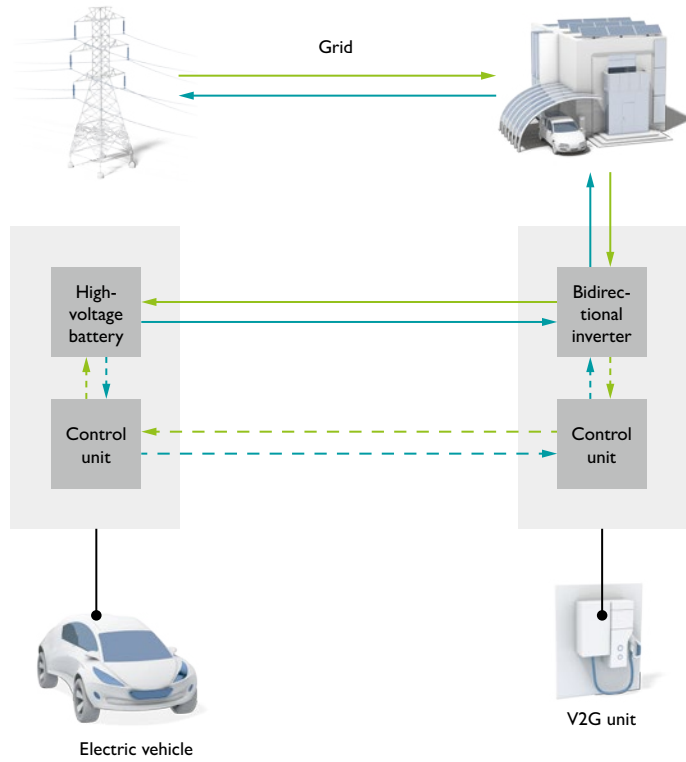 Grid
High-
voltage
battery
Bidirec-
tional
inverter
Control
unit
Control
unit
V2G unit
Electric vehicle